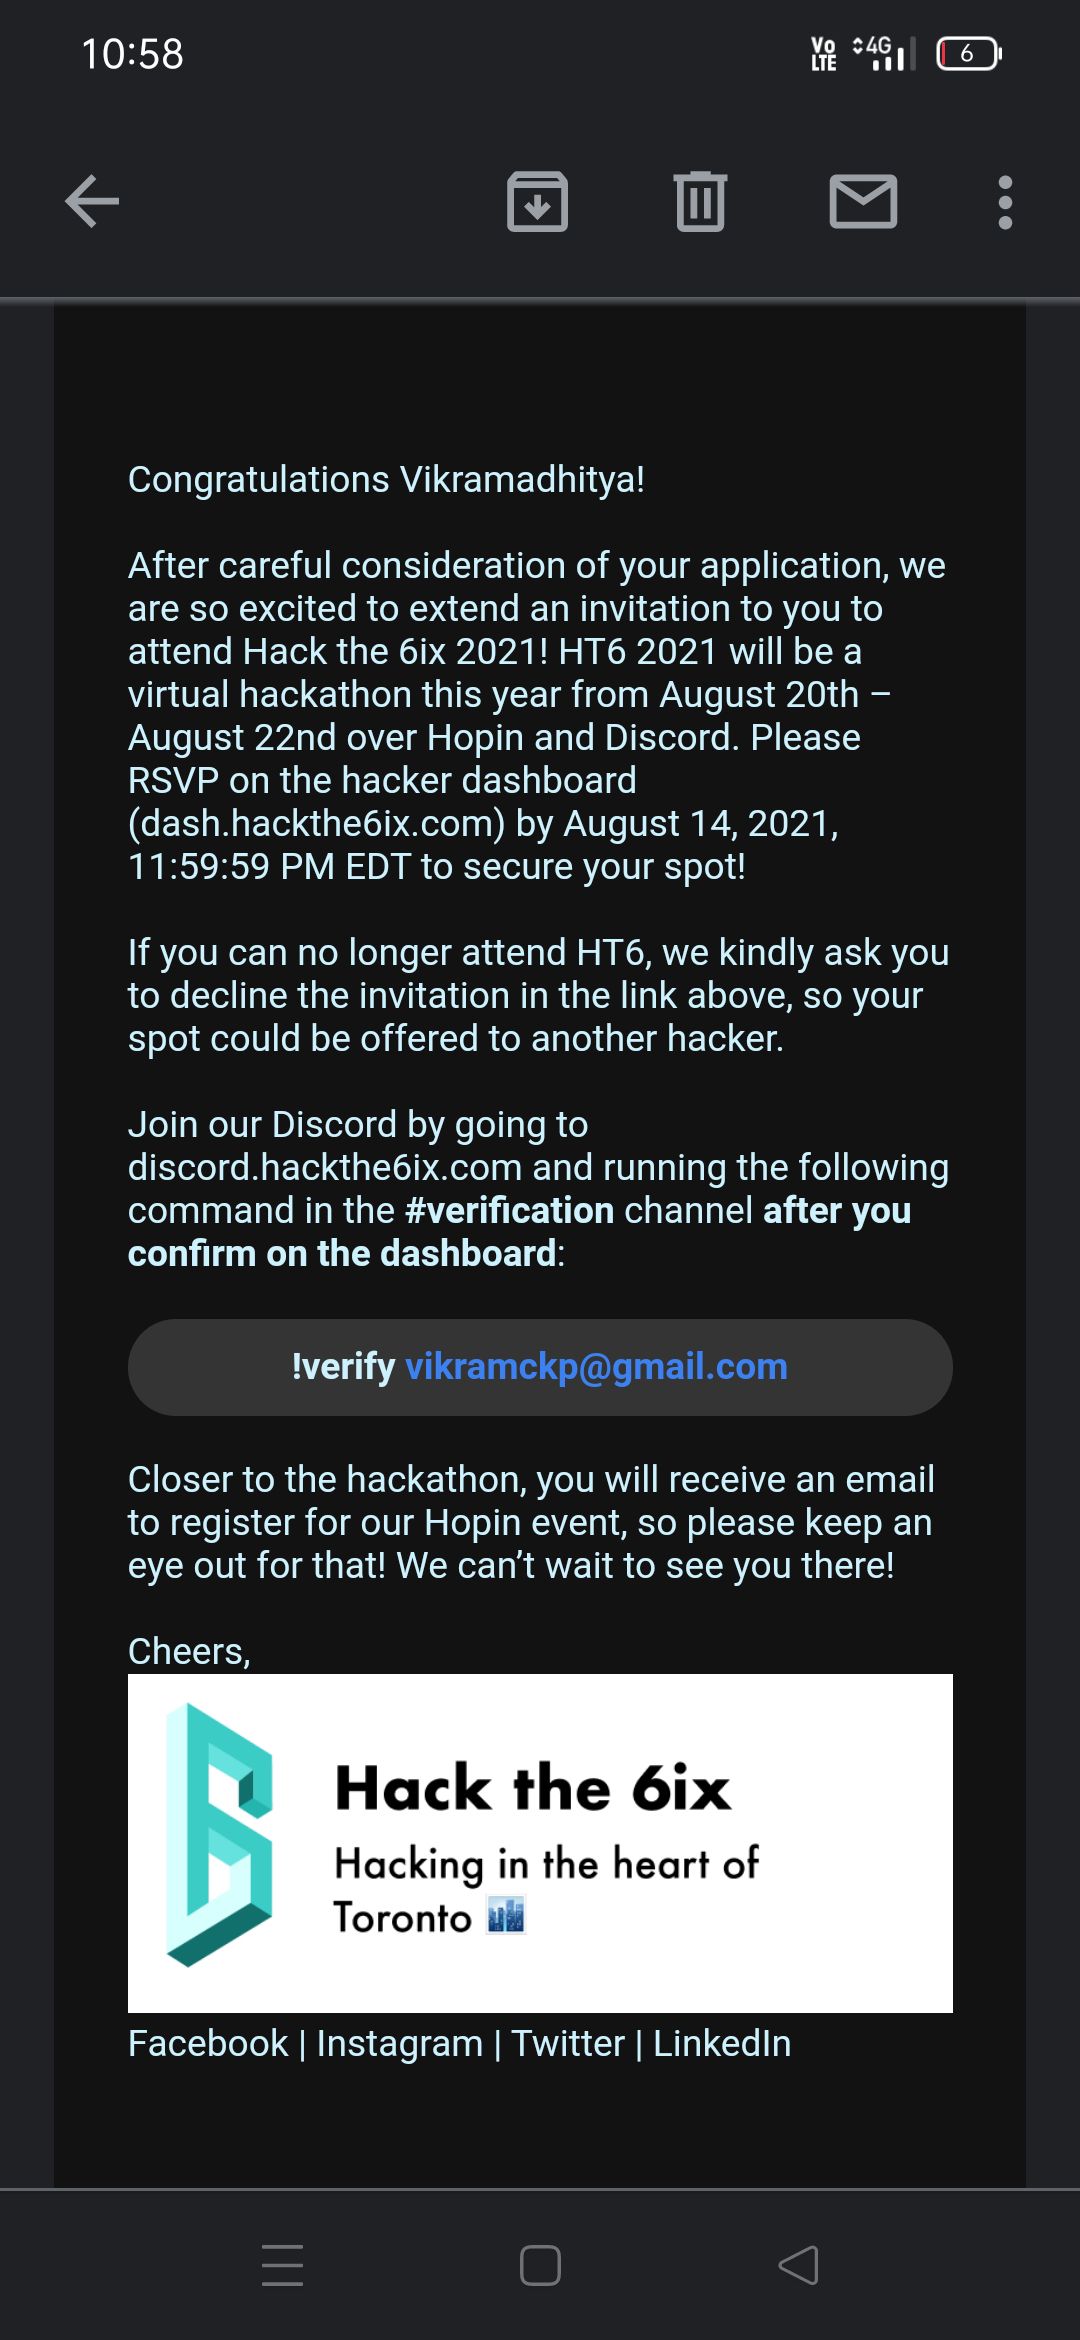 10:58
Vo LTE 4G 6
Congratulations Vikramadhitya!
After careful consideration of your application, we
are so excited to extend an invitation to you to
attend Hack the 6ix 2021! HT6 2021 will be a
virtual hackathon this year from August 20th –
August 22nd over Hopin and Discord. Please
RSVP on the hacker dashboard
(dash.hackthe6ix.com) by August 14, 2021,
11:59:59 PM EDT to secure your spot!
If you can no longer attend HT6, we kindly ask you
to decline the invitation in the link above, so your
spot could be offered to another hacker.
Join our Discord by going to
discord.hackthe6ix.com and running the following
command in the #verification channel after you
confirm on the dashboard:
!verify vikramckp@gmail.com
Closer to the hackathon, you will receive an email
to register for our Hopin event, so please keep an
eye out for that! We can’t wait to see you there!
Cheers,
Hack the 6ix
Hacking in the heart of
Toronto
Facebook | Instagram | Twitter | LinkedIn